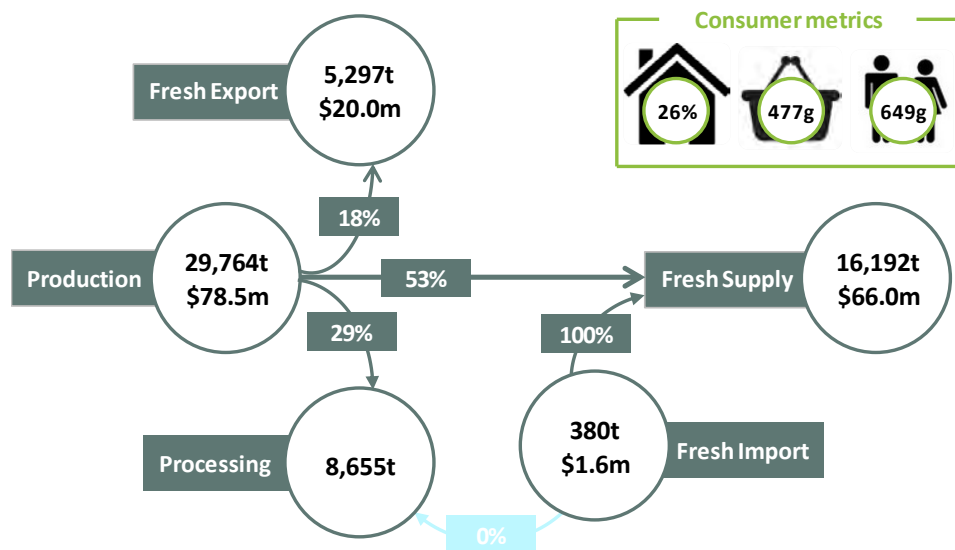 Consumer metrics
26%
477g
649g
Fresh Export
5,297t
$20.0m
18%
Production
29,764t
$78.5m
53%
Fresh Supply
16,192t
$66.0m
29%
100%
Processing
8,655t
380t
$1.6m
Fresh Import
0%